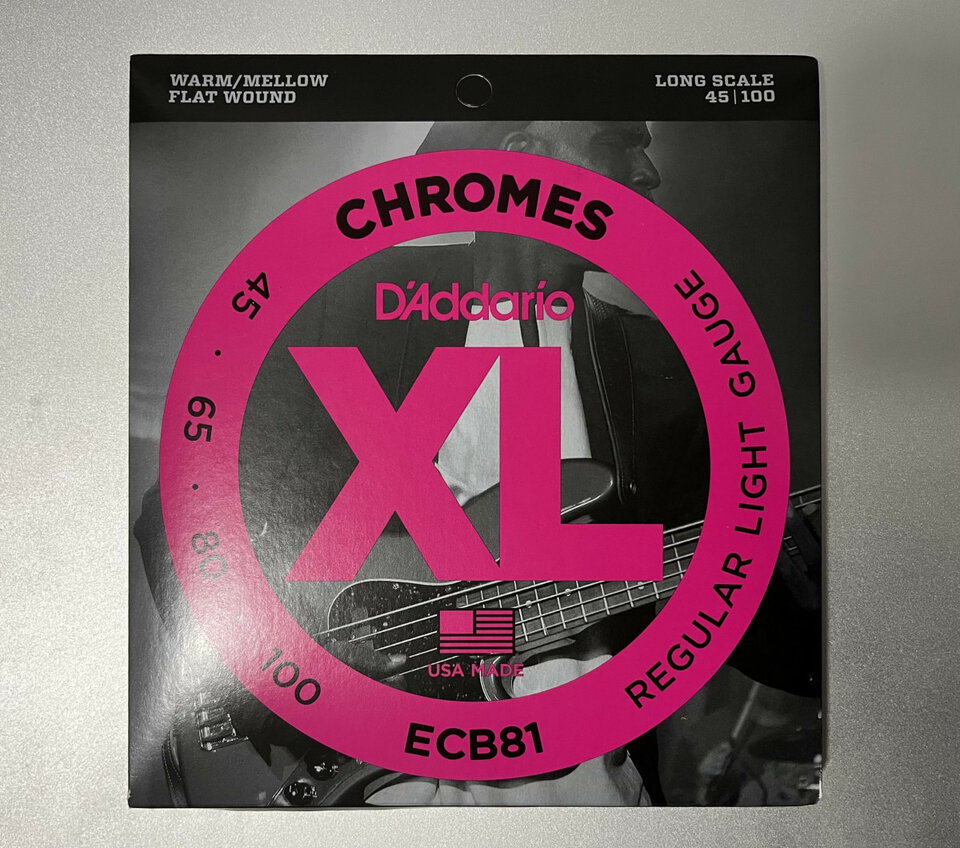 WARM/MELLOW
FLAT WOUND
LONG SCALE
45|100
CHROMES
D'Addario
XL
45 · 65 · 80 · 100
REGULAR LIGHT GAUGE
USA MADE
ECB81